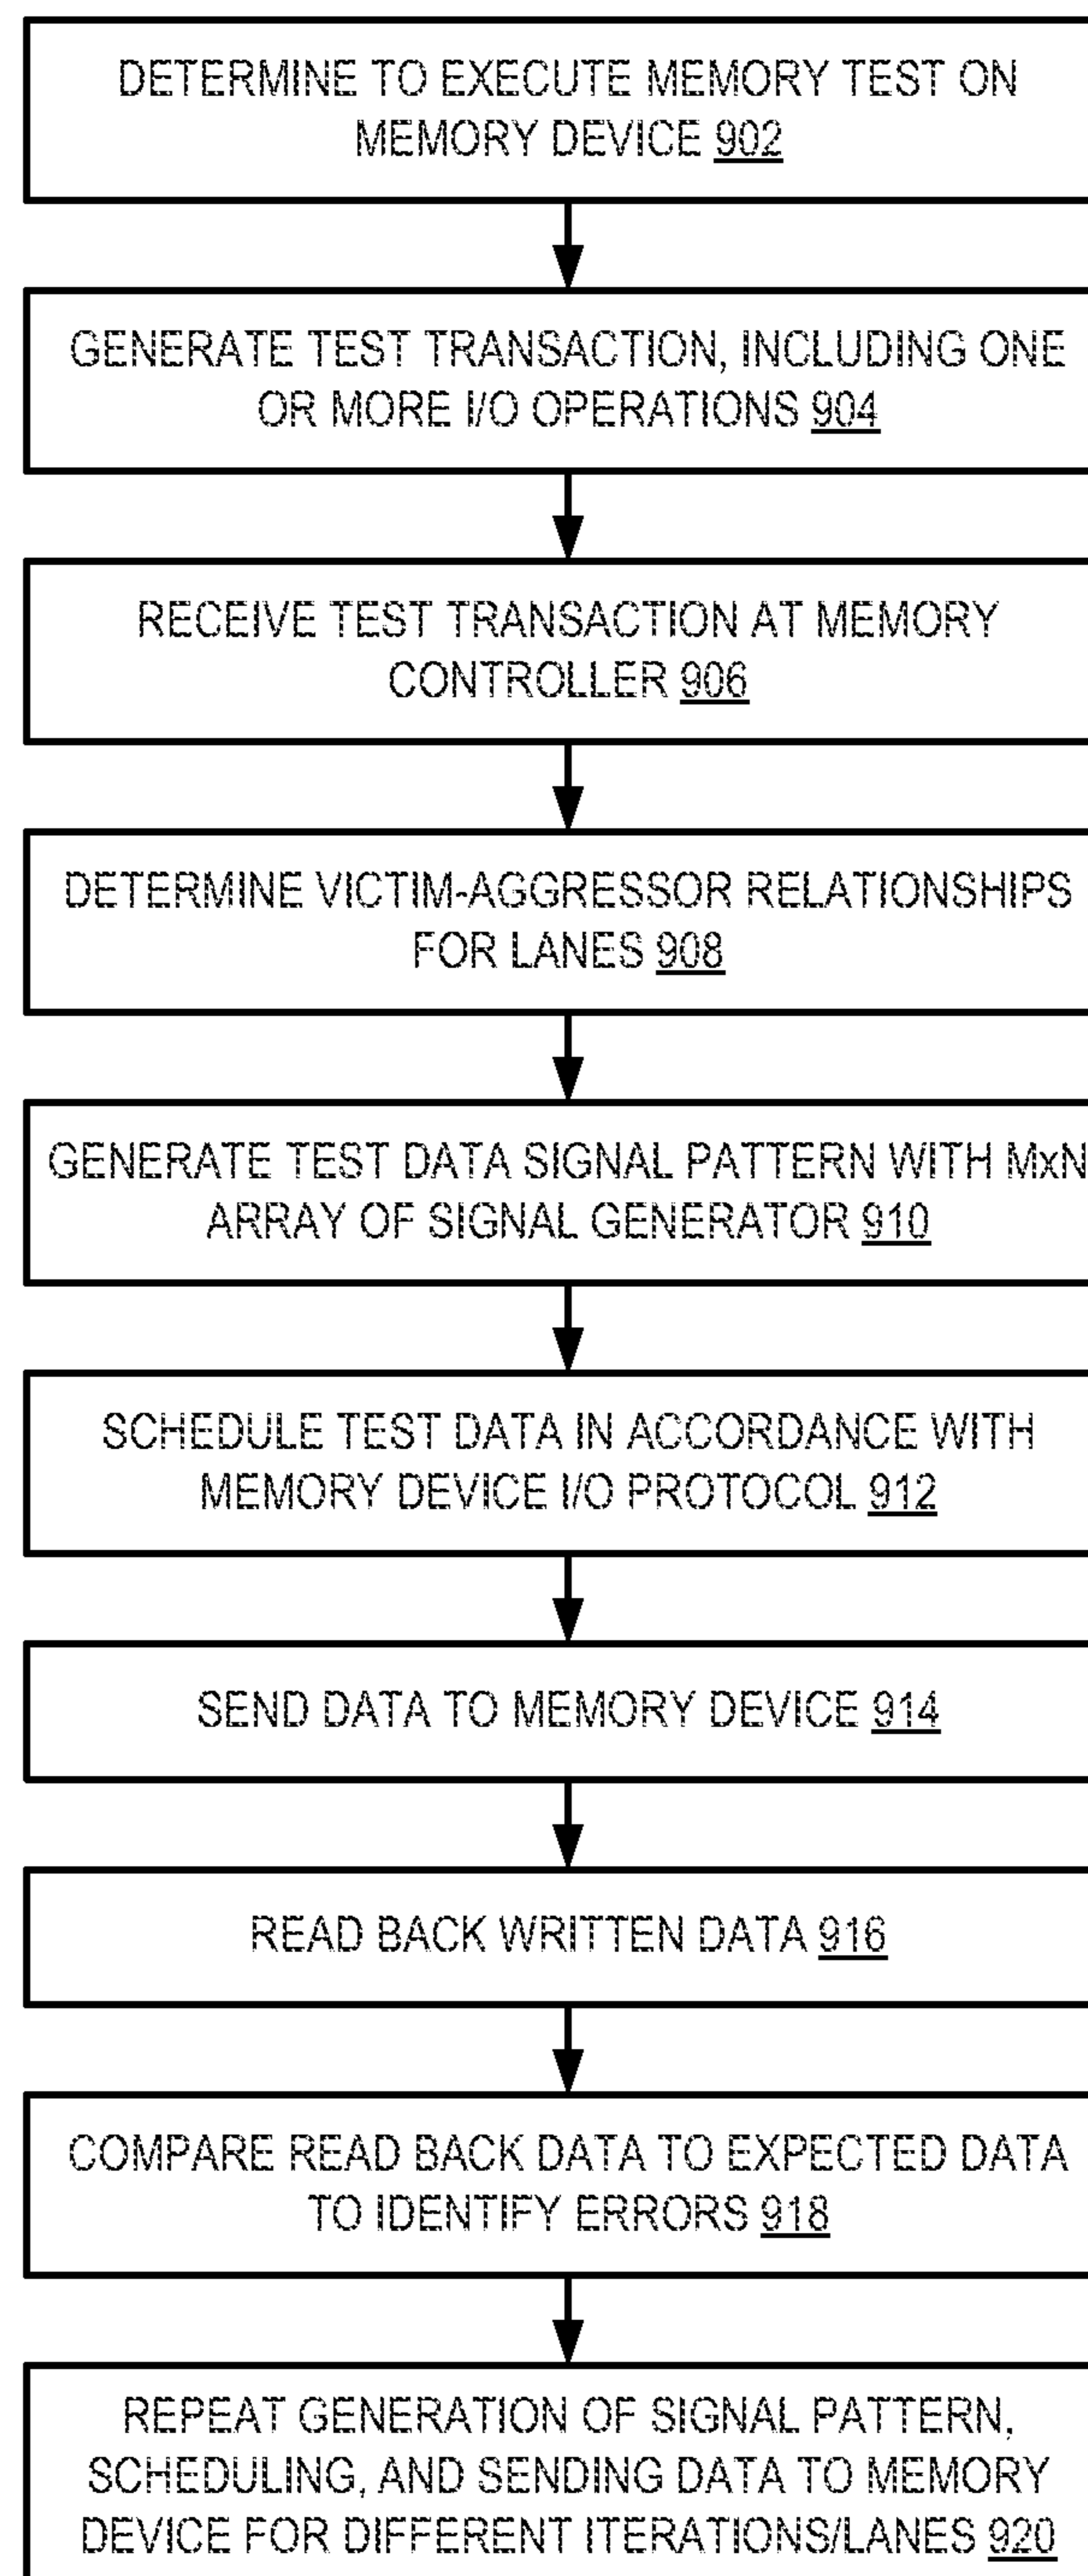 DETERMINE TO EXECUTE MEMORY TEST ON
MEMORY DEVICE 902
GENERATE TEST TRANSACTION, INCLUDING ONE
OR MORE I/O OPERATIONS 904
RECEIVE TEST TRANSACTION AT MEMORY
CONTROLLER 906
DETERMINE VICTIM-AGGRESSOR RELATIONSHIPS
FOR LANES 908
GENERATE TEST DATA SIGNAL PATTERN WITH MxN
ARRAY OF SIGNAL GENERATOR 910
SCHEDULE TEST DATA IN ACCORDANCE WITH
MEMORY DEVICE I/O PROTOCOL 912
SEND DATA TO MEMORY DEVICE 914
READ BACK WRITTEN DATA 916
COMPARE READ BACK DATA TO EXPECTED DATA
TO IDENTIFY ERRORS 918
REPEAT GENERATION OF SIGNAL PATTERN,
SCHEDULING, AND SENDING DATA TO MEMORY
DEVICE FOR DIFFERENT ITERATIONS/LANES 920